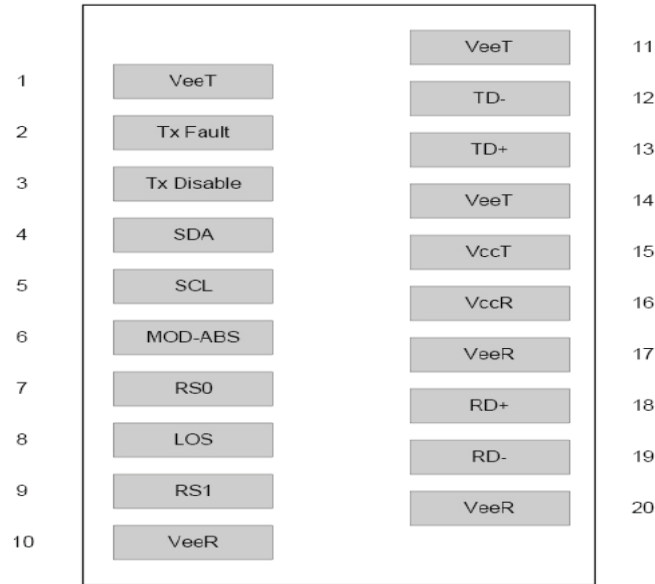 VeeT 11
1 VeeT
TD- 12
2 Tx Fault
TD+ 13
3 Tx Disable
VeeT 14
4 SDA
VccT 15
5 SCL
VccR 16
6 MOD-ABS
VeeR 17
7 RS0
RD+ 18
8 LOS
RD- 19
9 RS1
VeeR 20
10 VeeR